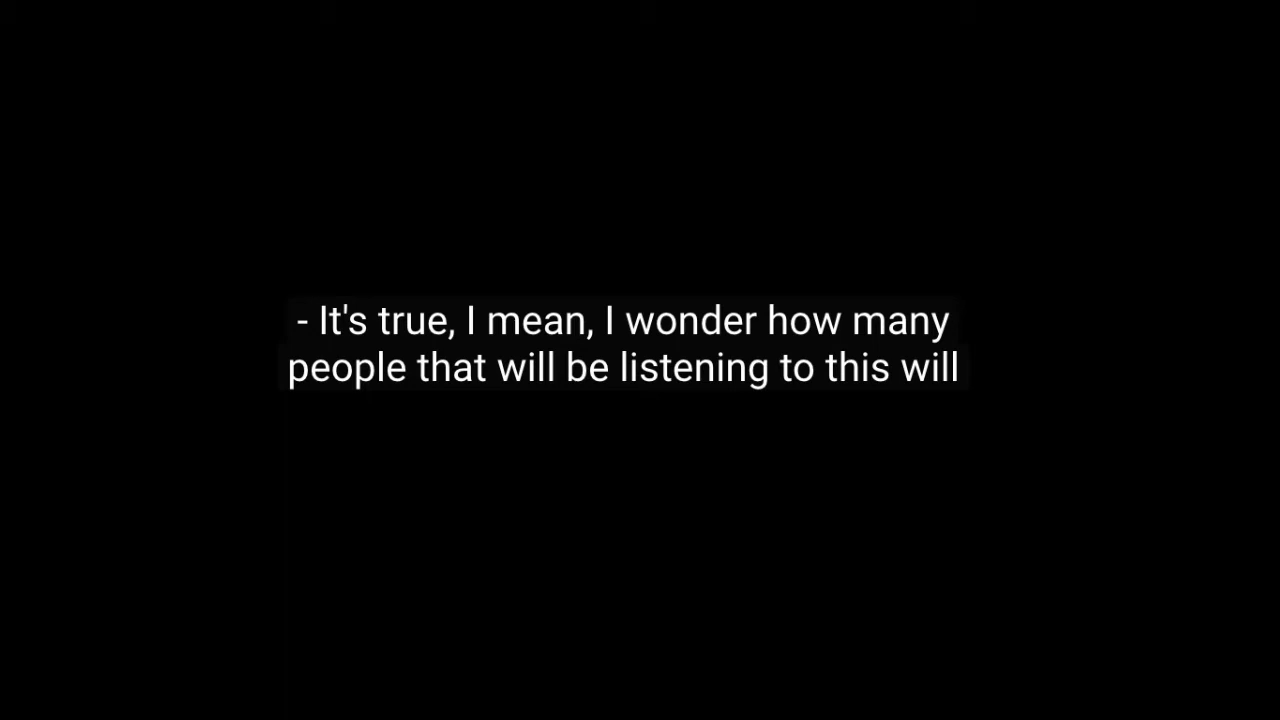 - It's true, I mean, I wonder how many
people that will be listening to this will